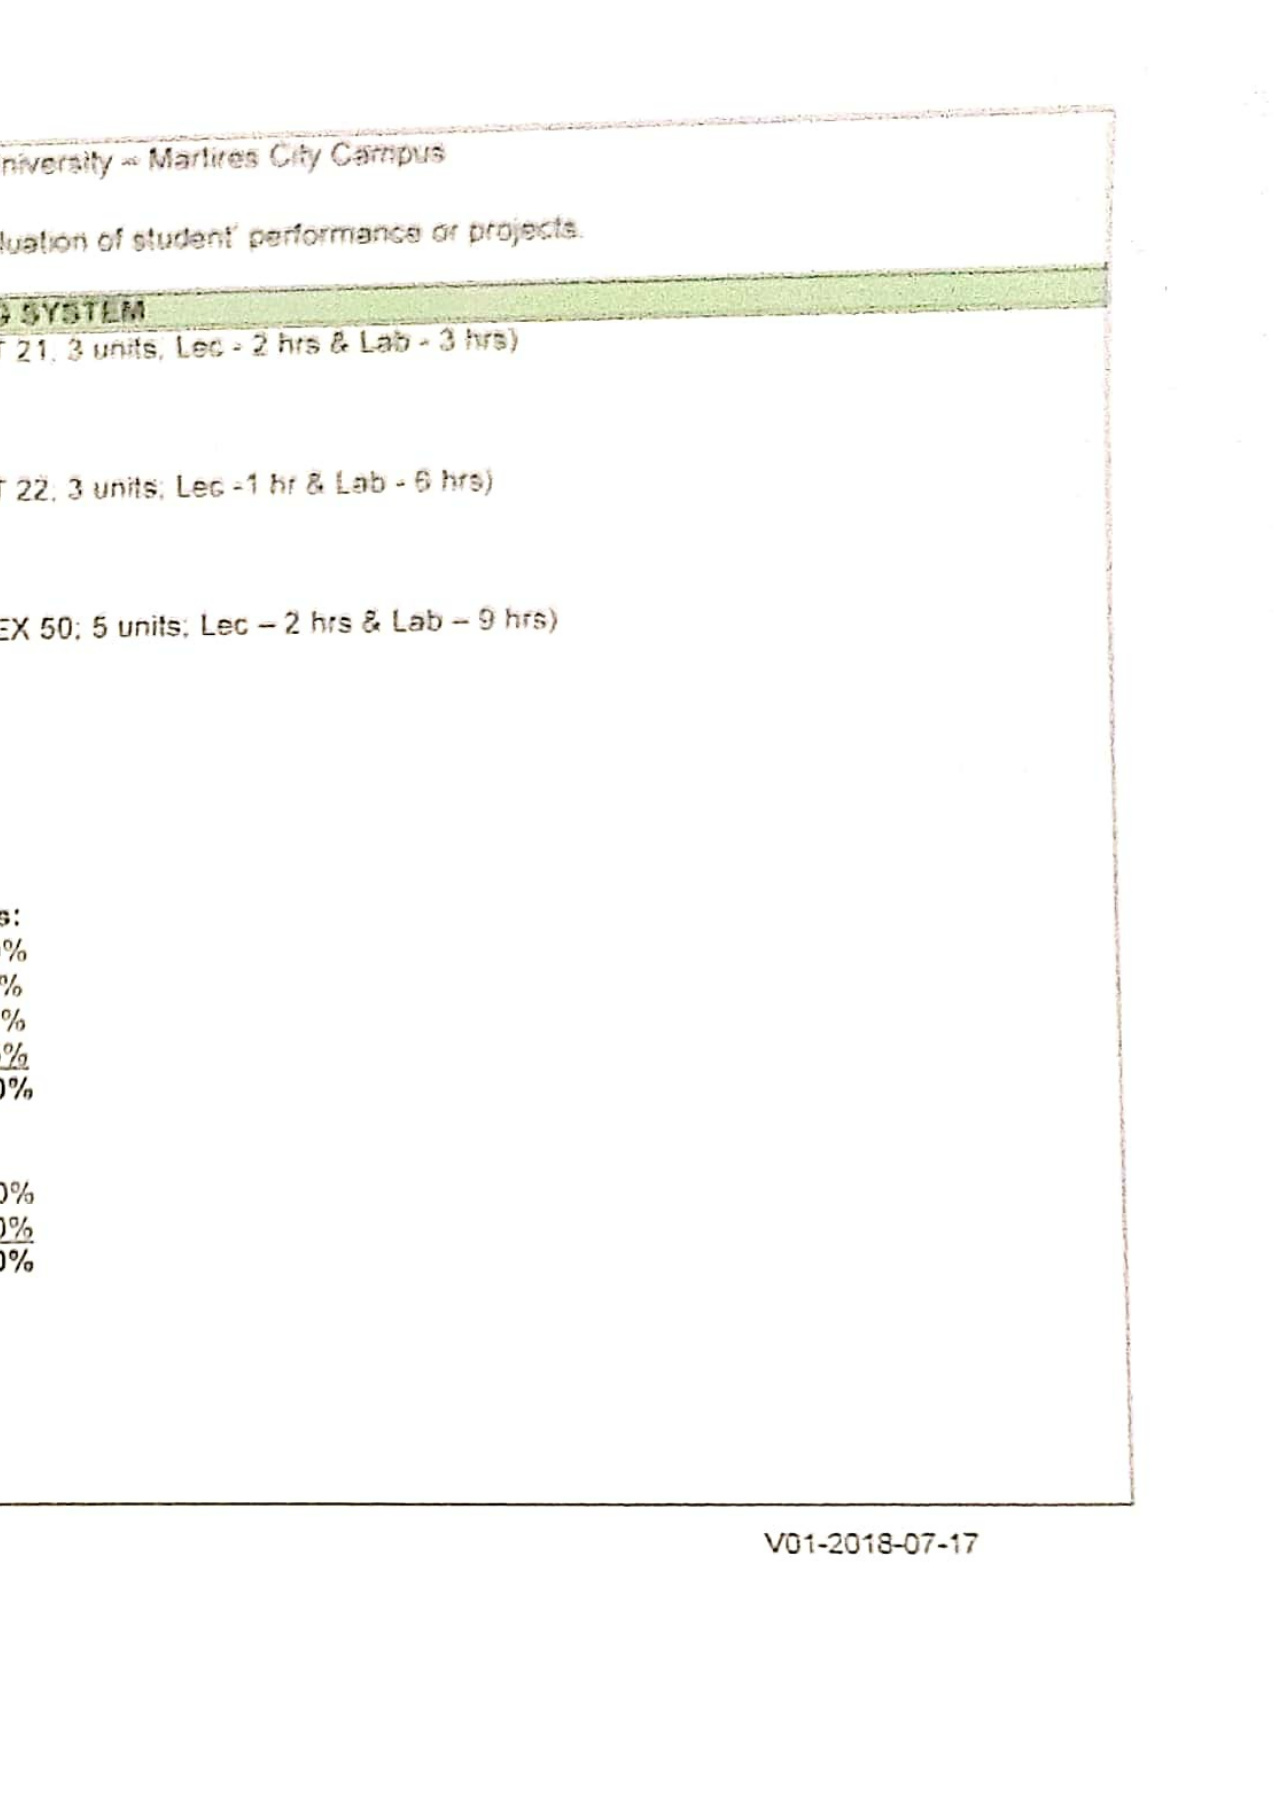 niversity – Martires City Campus
luation of student' performance or projects.
G SYSTEM
T 21. 3 units; Lec - 2 hrs & Lab - 3 hrs)
T 22. 3 units; Lec -1 hr & Lab - 6 hrs)
EX 50; 5 units; Lec – 2 hrs & Lab – 9 hrs)
s:
0%
%
%
%
0%
0%
0%
0%
V01-2018-07-17